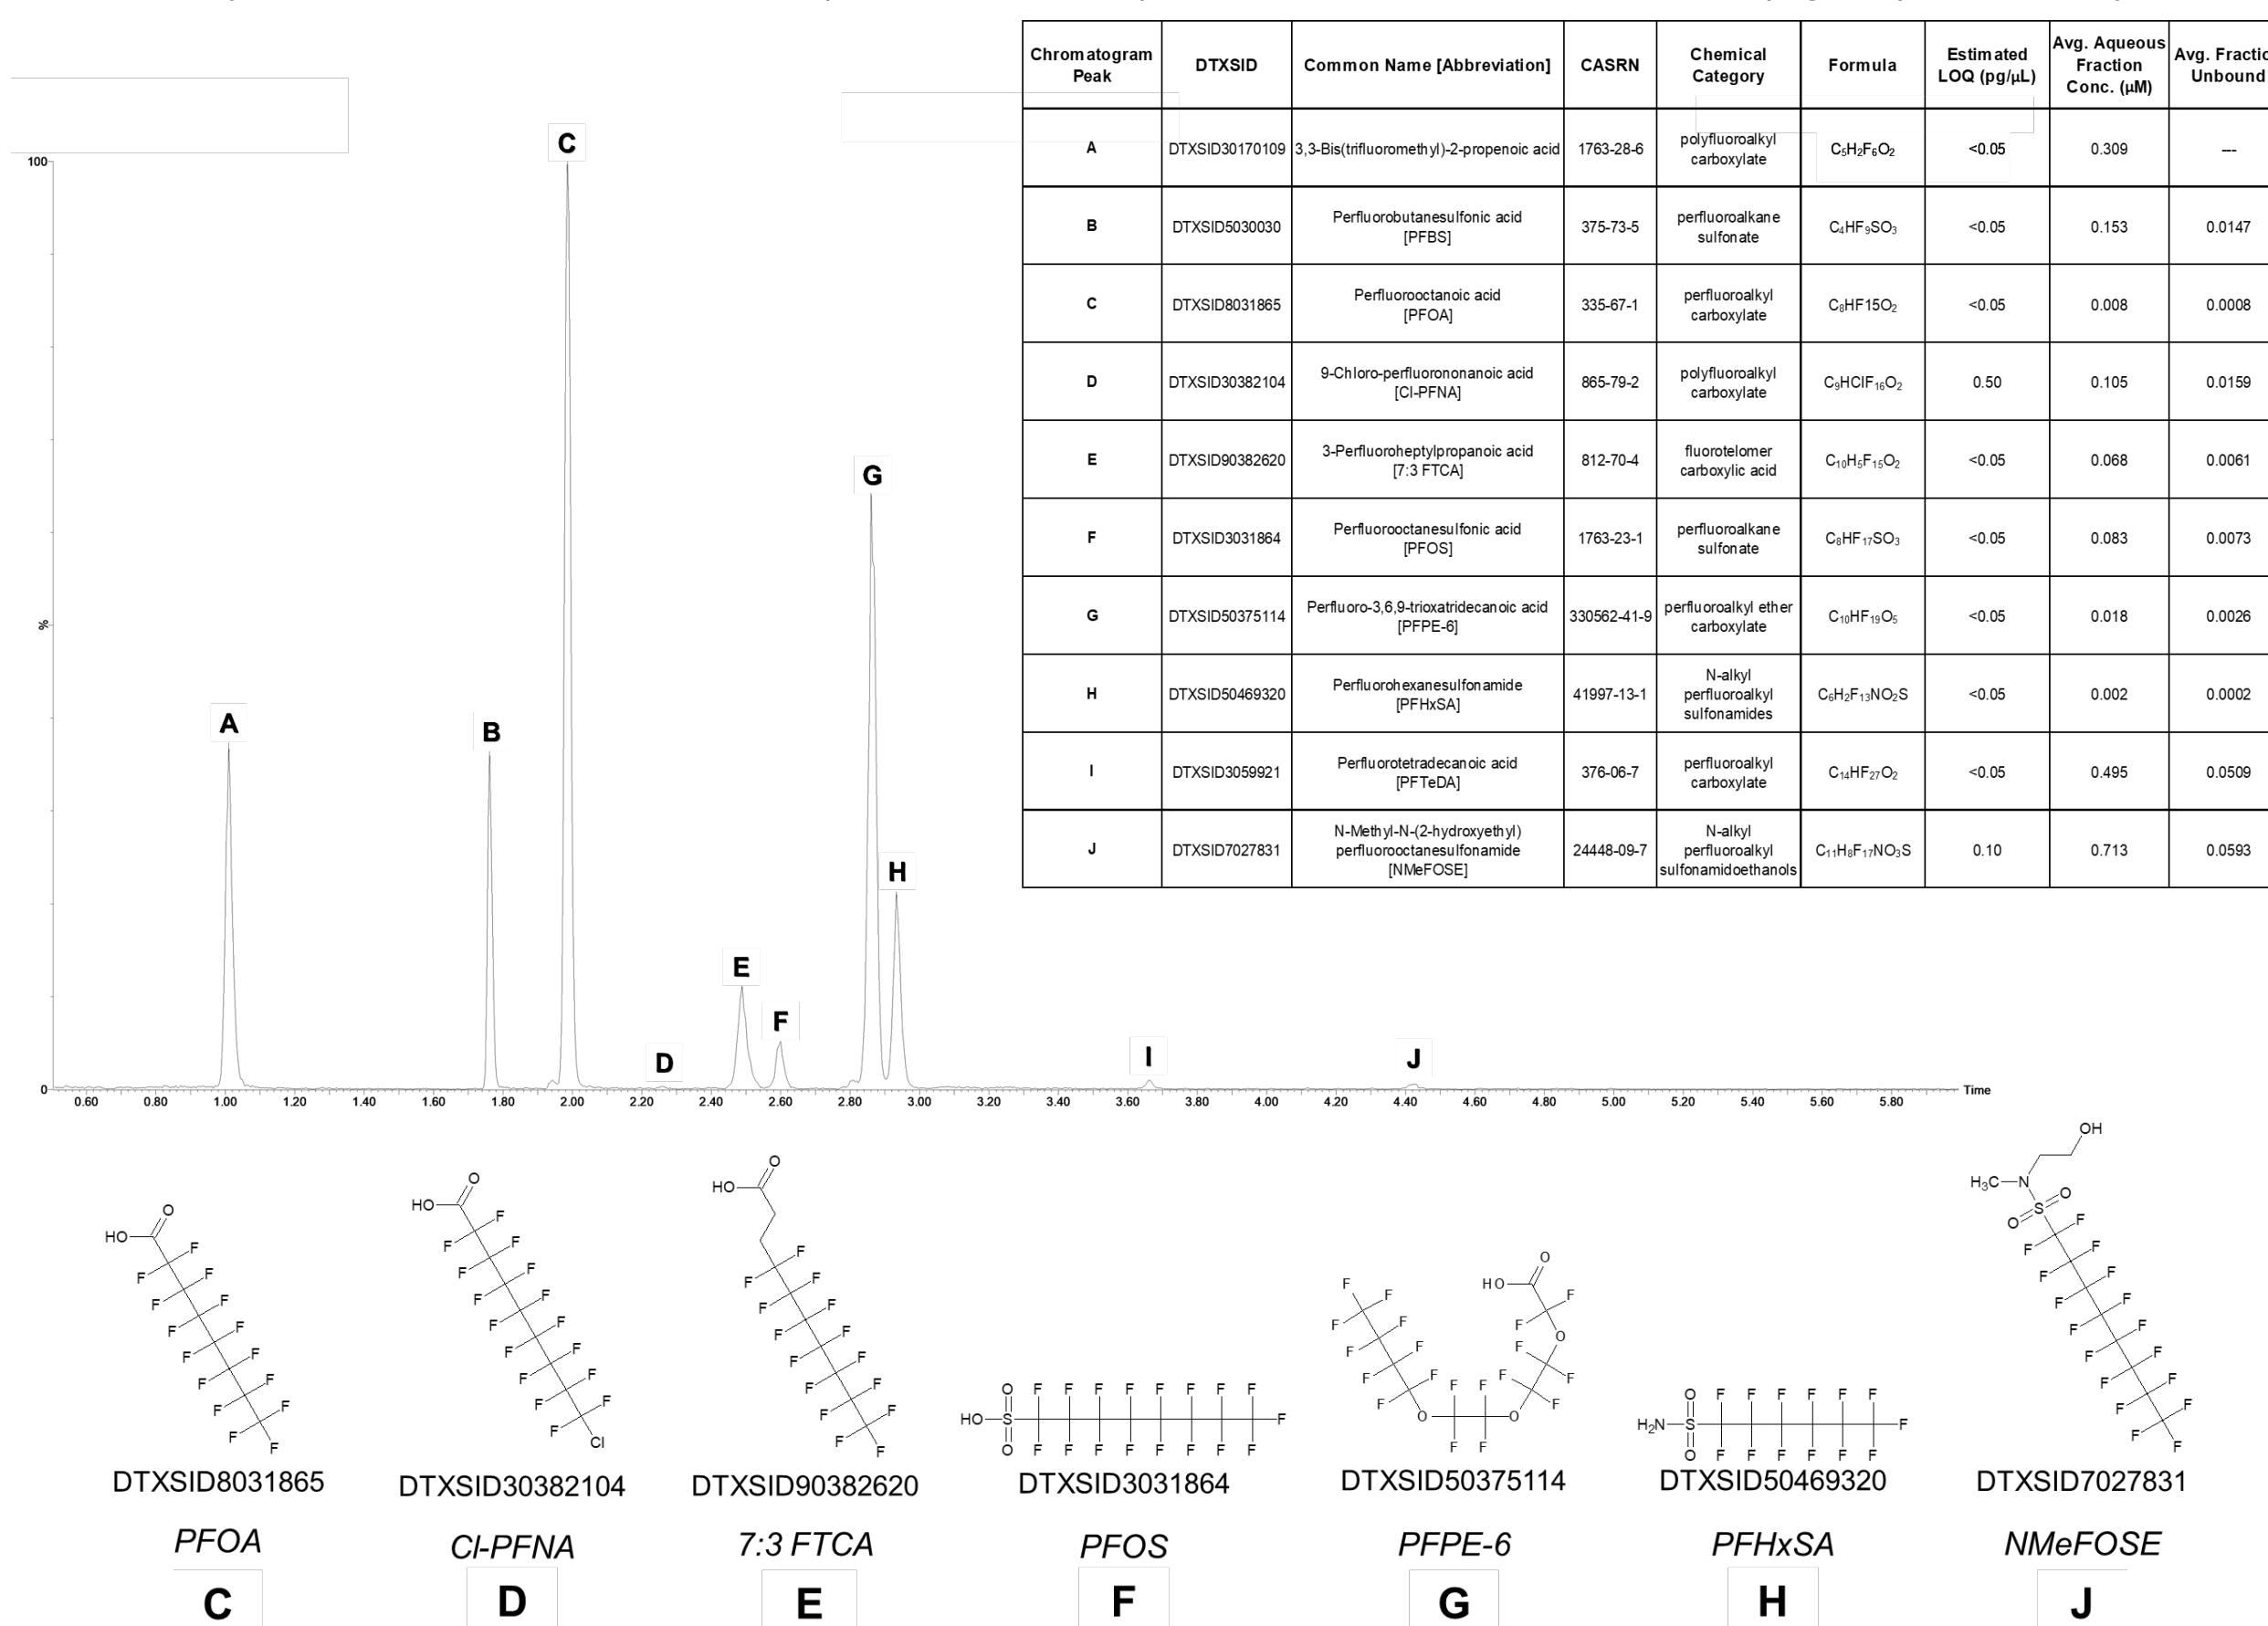 Chromatogram Peak DTXSID Common Name [Abbreviation] CASRN Chemical Category Formula Estimated LOQ (pg/µL) Avg. Aqueous Fraction Conc. (µM) Unbound
A DTXSID30170109 3,3-Bis(trifluoromethyl)-2-propenoic acid 1763-28-6 polyfluoroalkyl carboxylate C₅H₂F₆O₂ <0.05 0.309 ---
B DTXSID5030030 Perfluorobutanesulfonic acid [PFBS] 375-73-5 perfluoroalkane sulfonate C₄HF₉SO₃ <0.05 0.153 0.0147
C DTXSID8031865 Perfluorooctanoic acid [PFOA] 335-67-1 perfluoroalkyl carboxylate C₈HF15O₂ <0.05 0.008 0.0008
D DTXSID30382104 9-Chloro-perfluorononanoic acid [Cl-PFNA] 865-79-2 polyfluoroalkyl carboxylate C₉HClF₁₆O₂ 0.50 0.105 0.0159
E DTXSID90382620 3-Perfluoroheptylpropanoic acid [7:3 FTCA] 812-70-4 fluorotelomer carboxylic acid C₁₀H₅F₁₅O₂ <0.05 0.068 0.0061
F DTXSID3031864 Perfluorooctanesulfonic acid [PFOS] 1763-23-1 perfluoroalkane sulfonate C₈HF₁₇SO₃ <0.05 0.083 0.0073
G DTXSID50375114 Perfluoro-3,6,9-trioxatridecanoic acid [PFPE-6] 330562-41-9 perfluoroalkyl ether carboxylate C₁₀HF₁₉O₅ <0.05 0.018 0.0026
H DTXSID50469320 Perfluorohexanesulfonamide [PFHxSA] 41997-13-1 N-alkyl perfluoroalkyl sulfonamides C₆H₂F₁₃NO₂S <0.05 0.002 0.0002
I DTXSID3059921 Perfluorotetradecanoic acid [PFTeDA] 376-06-7 perfluoroalkyl carboxylate C₁₄HF₂₇O₂ <0.05 0.495 0.0509
J DTXSID7027831 N-Methyl-N-(2-hydroxyethyl) perfluorooctanesulfonamide [NMeFOSE] 24448-09-7 N-alkyl perfluoroalkyl sulfonamidoethanols C₁₁H₈F₁₇NO₃S 0.10 0.713 0.0593
100
%
0
A B C D E F G H I J
0.60 0.80 1.00 1.20 1.40 1.60 1.80 2.00 2.20 2.40 2.60 2.80 3.00 3.20 3.40 3.60 3.80 4.00 4.20 4.40 4.60 4.80 5.00 5.20 5.40 5.60 5.80 Time
DTXSID8031865 DTXSID30382104 DTXSID90382620 DTXSID3031864 DTXSID50375114 DTXSID50469320 DTXSID7027831
PFOA Cl-PFNA 7:3 FTCA PFOS PFPE-6 PFHxSA NMeFOSE
C D E F G H J